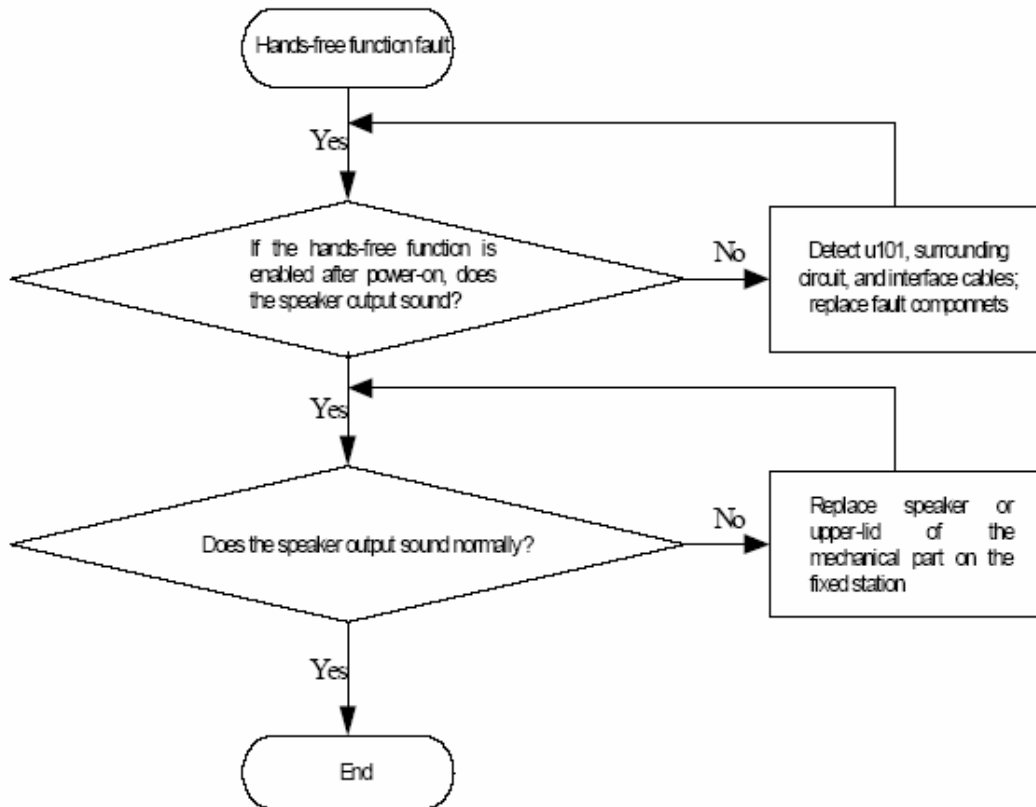 Hands-free function fault
Yes
If the hands-free function is
enabled after power-on, does
the speaker output sound?
No
Detect u101, surrounding
circuit, and interface cables;
replace fault componnets
Yes
Does the speaker output sound normally?
No
Replace speaker or
upper-lid of the
mechanical part on the
fixed station
Yes
End